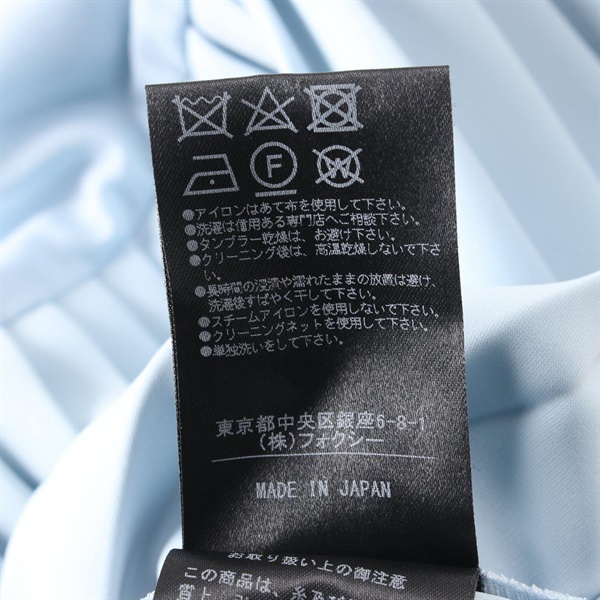 F
W
●アイロンはあて布を使用して下さい。
●洗濯は信用ある専門店へご相談下さい。
●タンブラー乾燥は、お避け下さい。
●クリーニング後は、高温乾燥しないで下さ
い。
●長時間の浸漬や濡れたままの放置は避け、
洗濯後すばやく干して下さい。
●スチームアイロンを使用しないで下さい。
●クリーニングネットを使用して下さい。
●単独洗いをして下さい。
東京都中央区銀座6-8-1
(株)フォクシー
MADE IN JAPAN
お取り扱い上の御注意
この商品は、